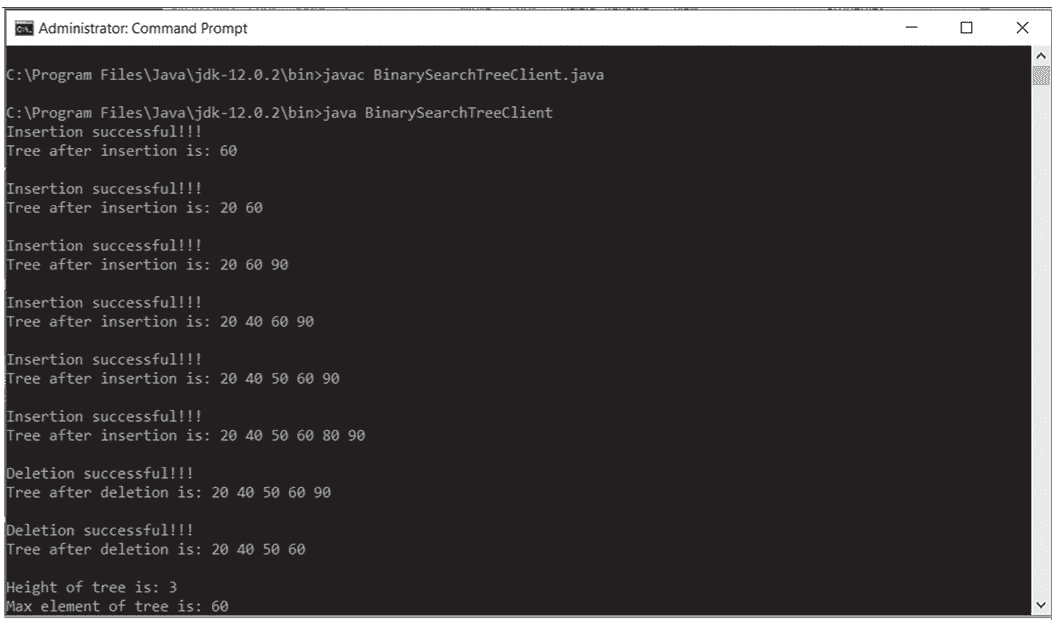 Administrator: Command Prompt
C:\Program Files\Java\jdk-12.0.2\bin>javac BinarySearchTreeClient.java
C:\Program Files\Java\jdk-12.0.2\bin>java BinarySearchTreeClient
Insertion successful!!!
Tree after insertion is: 60
Insertion successful!!!
Tree after insertion is: 20 60
Insertion successful!!!
Tree after insertion is: 20 60 90
Insertion successful!!!
Tree after insertion is: 20 40 60 90
Insertion successful!!!
Tree after insertion is: 20 40 50 60 90
Insertion successful!!!
Tree after insertion is: 20 40 50 60 80 90
Deletion successful!!!
Tree after deletion is: 20 40 50 60 90
Deletion successful!!!
Tree after deletion is: 20 40 50 60
Height of tree is: 3
Max element of tree is: 60